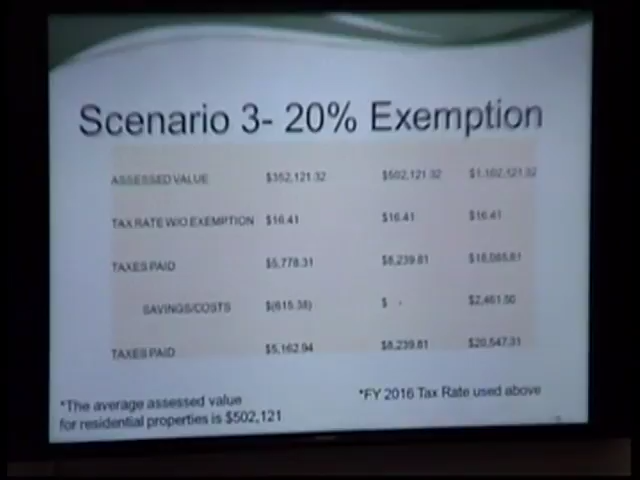 Scenario 3- 20% Exemption
ASSESSED VALUE $352,121.32 $502,121.32 $1,102,121.32
TAX RATE W/O EXEMPTION $16.41 $16.41 $16.41
TAXES PAID $5,778.31 $8,239.81 $18,085.81
SAVINGS/COSTS $(615.38) $ - $2,461.50
TAXES PAID $5,162.94 $8,239.81 $20,547.31
*The average assessed value
for residential properties is $502,121
*FY 2016 Tax Rate used above